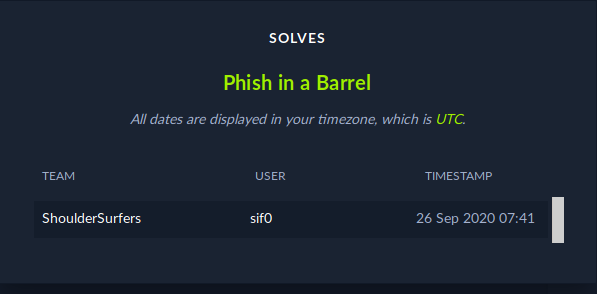 SOLVES
Phish in a Barrel
All dates are displayed in your timezone, which is UTC.
TEAM USER TIMESTAMP
ShoulderSurfers sif0 26 Sep 2020 07:41